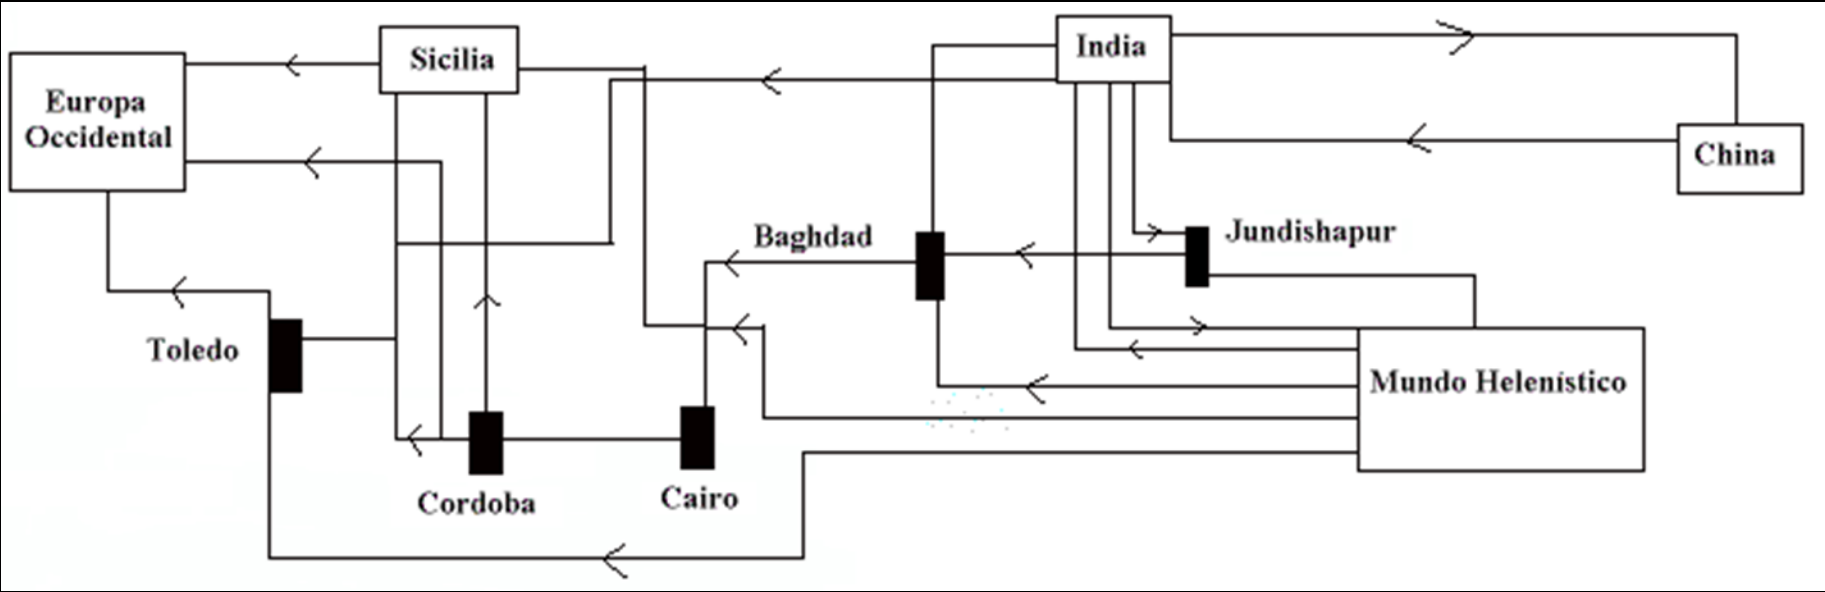 Sicilia
India
Europa
Occidental
China
Baghdad
Jundishapur
Toledo
Mundo Helenístico
Cordoba
Cairo